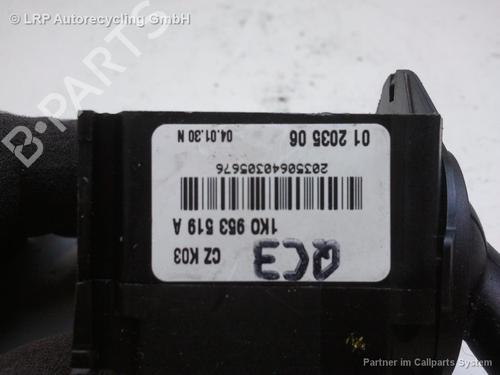 © LRP Autorecycling GmbH
B-PARTS
01 2035 06
04.01.30 N
20350640305676
1K0 953 519 A
CZ K03
QC3
Partner im Callparts System